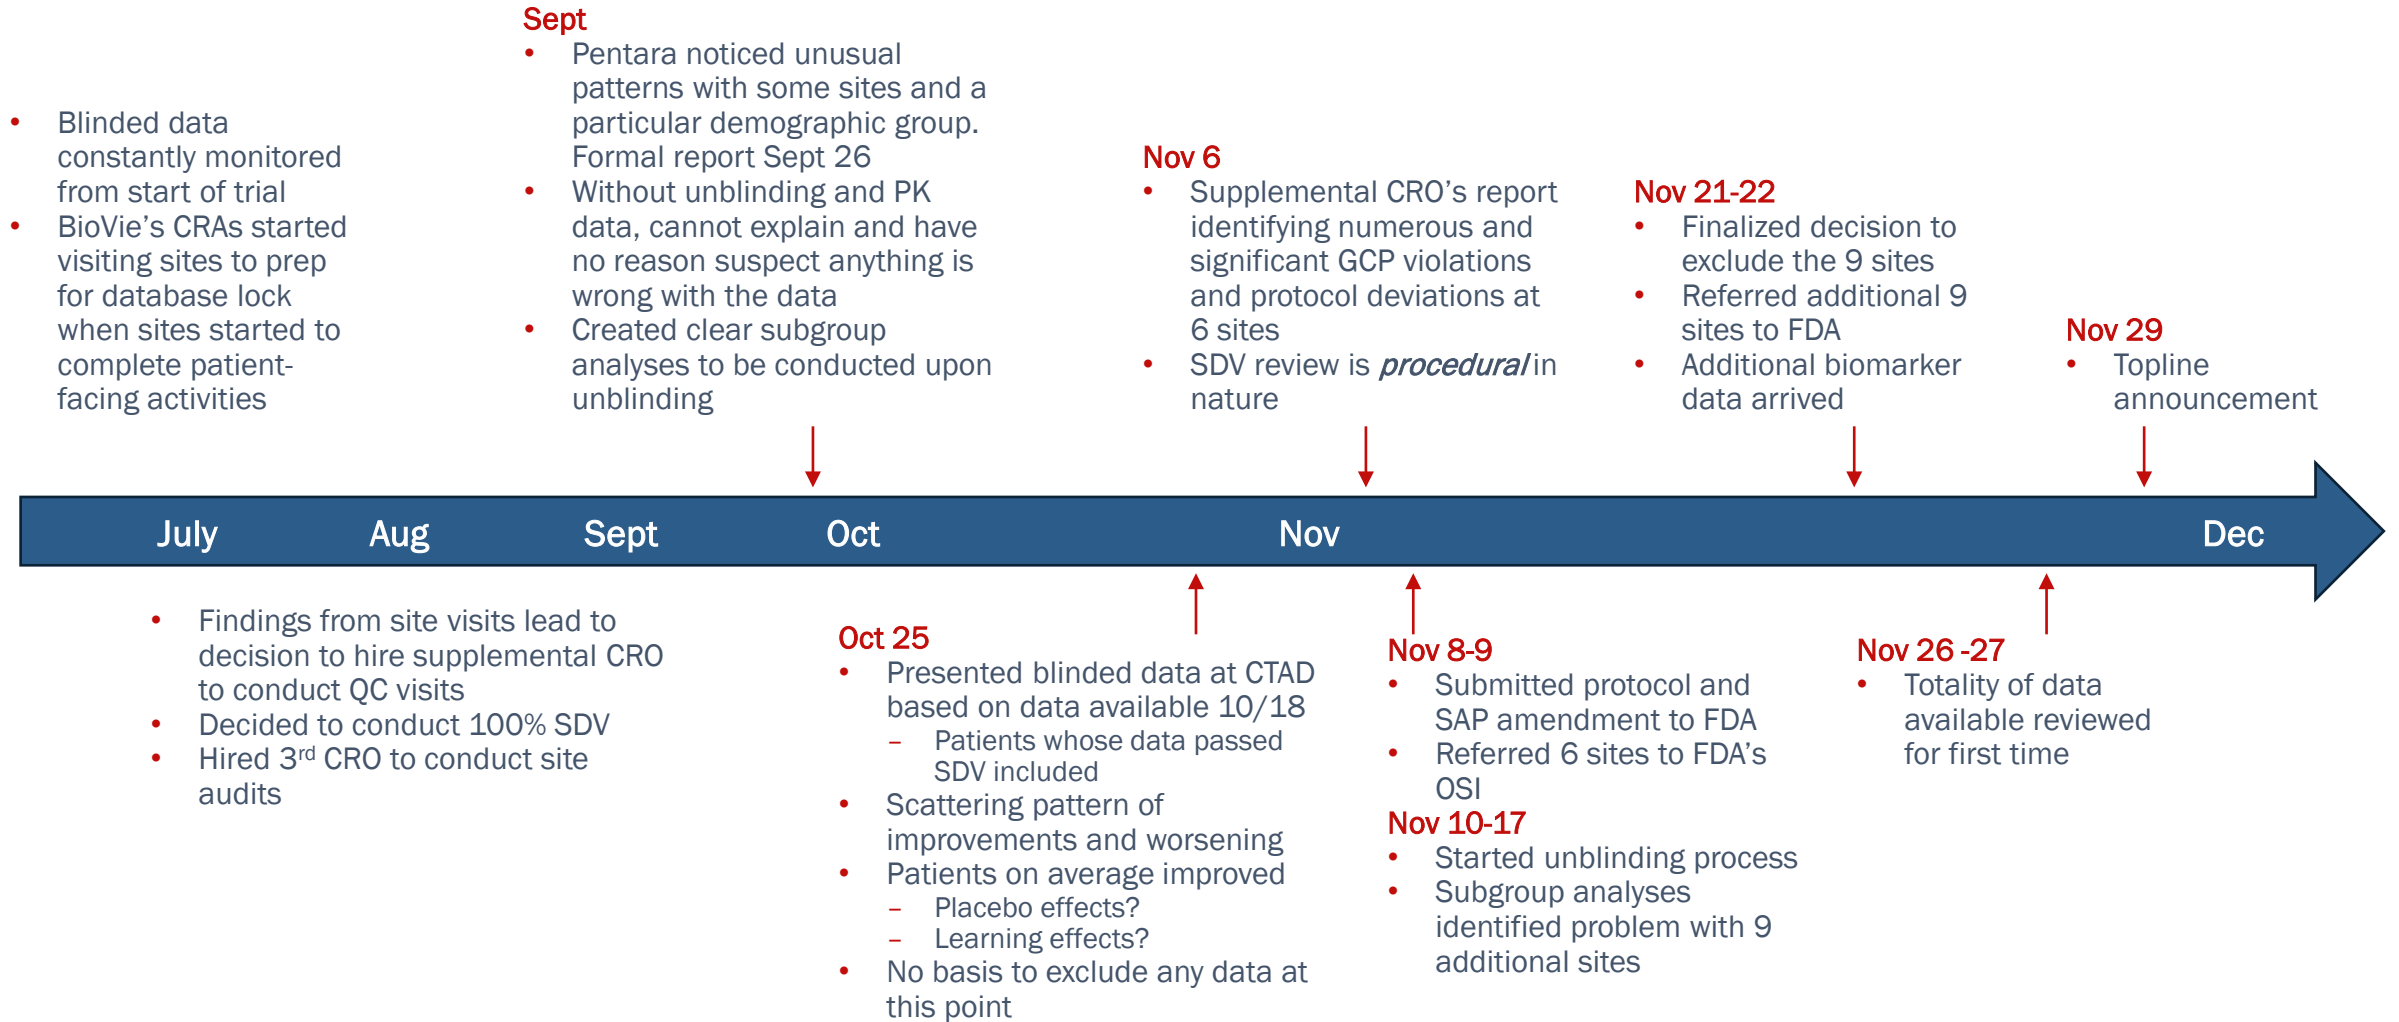 • Blinded data
constantly monitored
from start of trial
• BioVie’s CRAs started
visiting sites to prep
for database lock
when sites started to
complete patient-
facing activities
Sept
• Pentara noticed unusual
patterns with some sites and a
particular demographic group.
Formal report Sept 26
• Without unblinding and PK
data, cannot explain and have
no reason suspect anything is
wrong with the data
• Created clear subgroup
analyses to be conducted upon
unblinding
Nov 6
• Supplemental CRO’s report
identifying numerous and
significant GCP violations
and protocol deviations at
6 sites
• SDV review is procedural in
nature
Nov 21-22
• Finalized decision to
exclude the 9 sites
• Referred additional 9
sites to FDA
• Additional biomarker
data arrived
Nov 29
• Topline
announcement
July Aug Sept Oct Nov Dec
• Findings from site visits lead to
decision to hire supplemental CRO
to conduct QC visits
• Decided to conduct 100% SDV
• Hired 3rd CRO to conduct site
audits
Oct 25
• Presented blinded data at CTAD
based on data available 10/18
– Patients whose data passed
SDV included
• Scattering pattern of
improvements and worsening
• Patients on average improved
– Placebo effects?
– Learning effects?
• No basis to exclude any data at
this point
Nov 8-9
• Submitted protocol and
SAP amendment to FDA
• Referred 6 sites to FDA’s
OSI
Nov 10-17
• Started unblinding process
• Subgroup analyses
identified problem with 9
additional sites
Nov 26 -27
• Totality of data
available reviewed
for first time